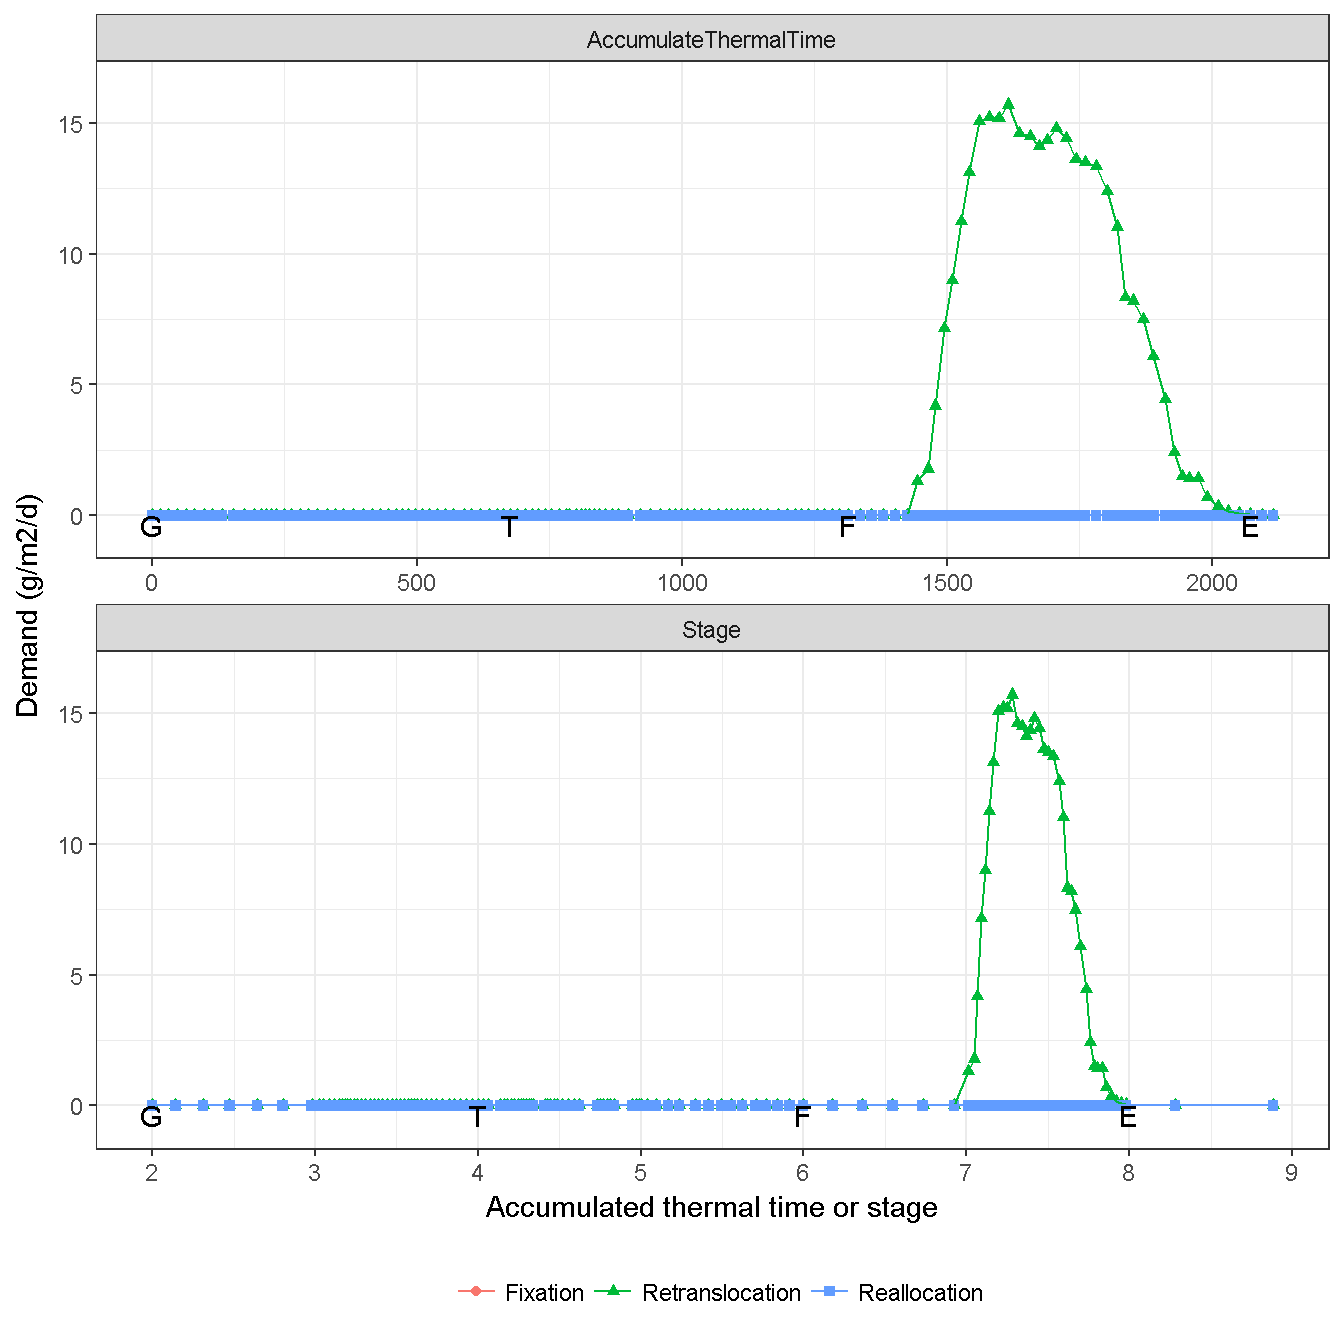 AccumulateThermalTime
15
10
5
0
G T F E
0 500 1000 1500 2000
Demand (g/m2/d)
Stage
15
10
5
0
G T F E
2 3 4 5 6 7 8 9
Accumulated thermal time or stage
Fixation Retranslocation Reallocation